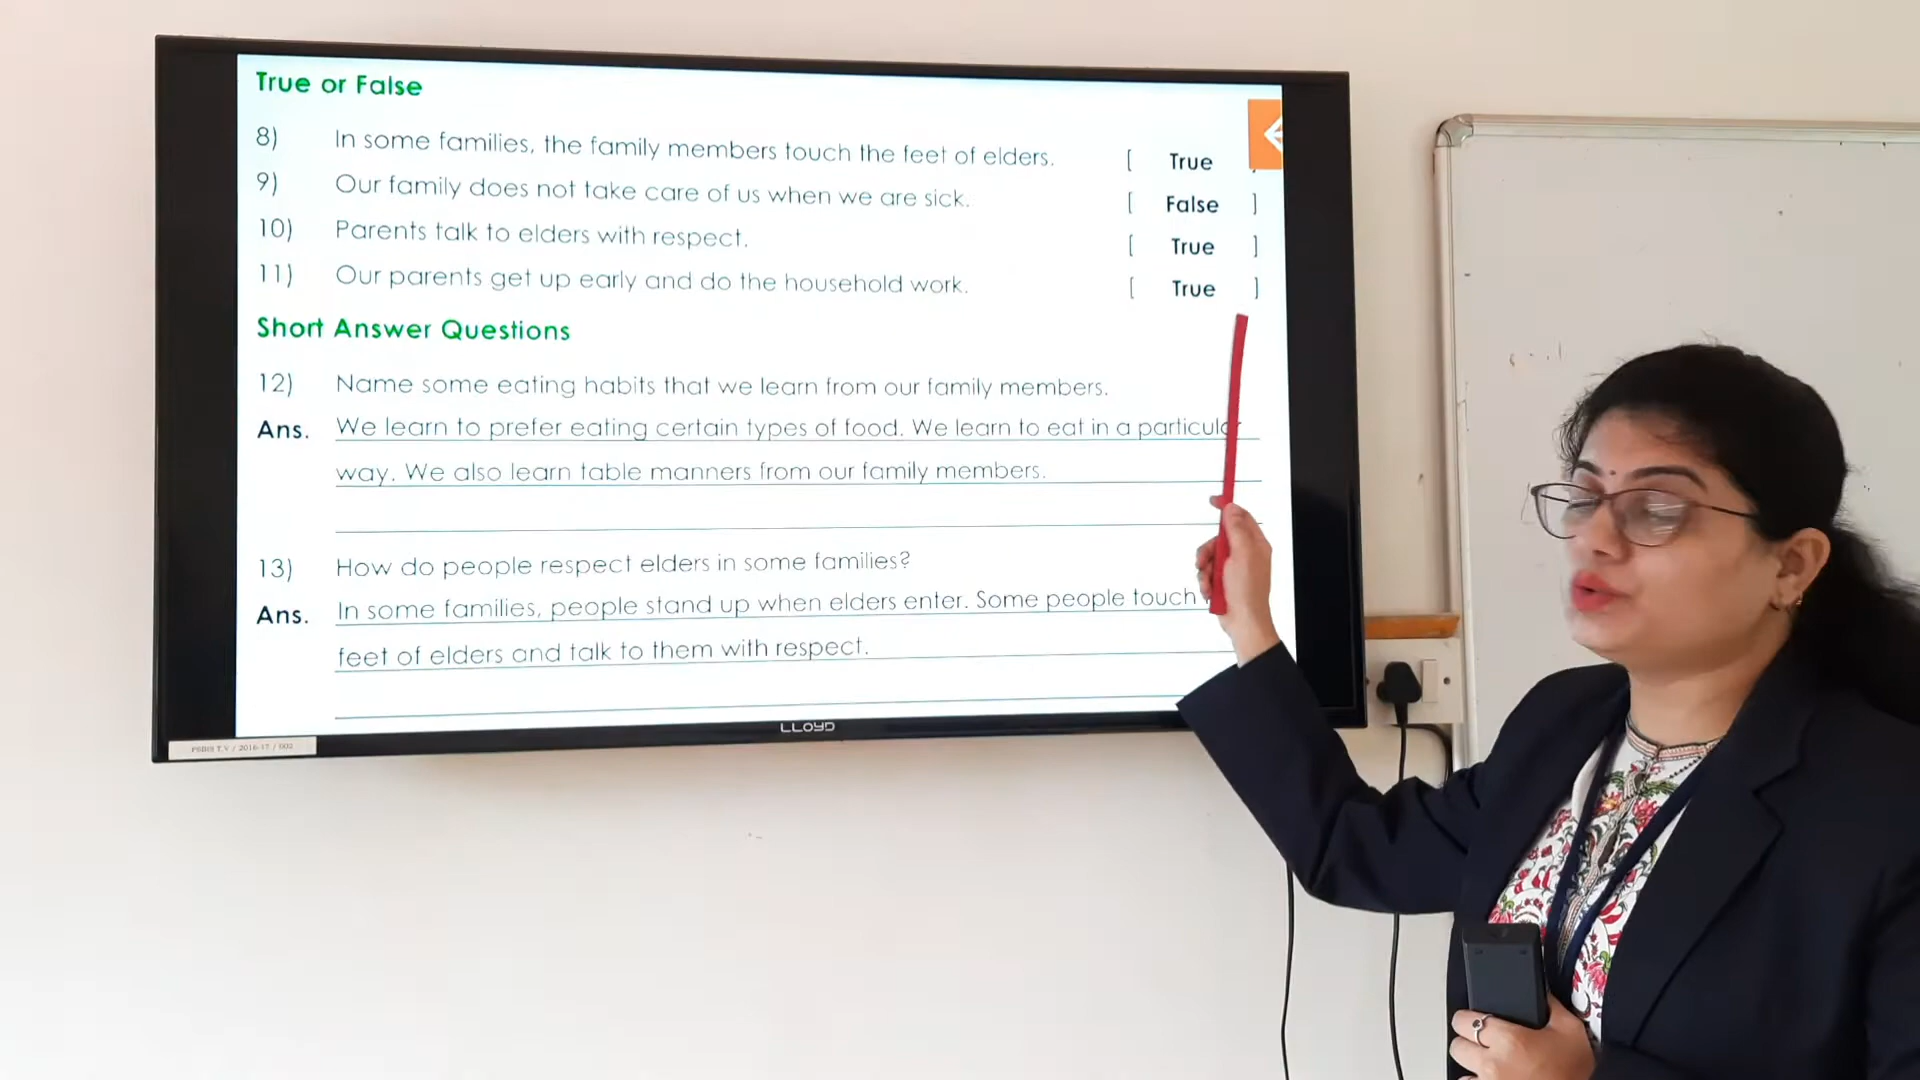 True or False
8) In some families, the family members touch the feet of elders. [ True
9) Our family does not take care of us when we are sick. [ False ]
10) Parents talk to elders with respect. [ True ]
11) Our parents get up early and do the household work. [ True ]
Short Answer Questions
12) Name some eating habits that we learn from our family members.
Ans. We learn to prefer eating certain types of food. We learn to eat in a particular
way. We also learn table manners from our family members.
13) How do people respect elders in some families?
Ans. In some families, people stand up when elders enter. Some people touch
feet of elders and talk to them with respect.
LLOYD
PSBIS T.V / 2016-17 / 002